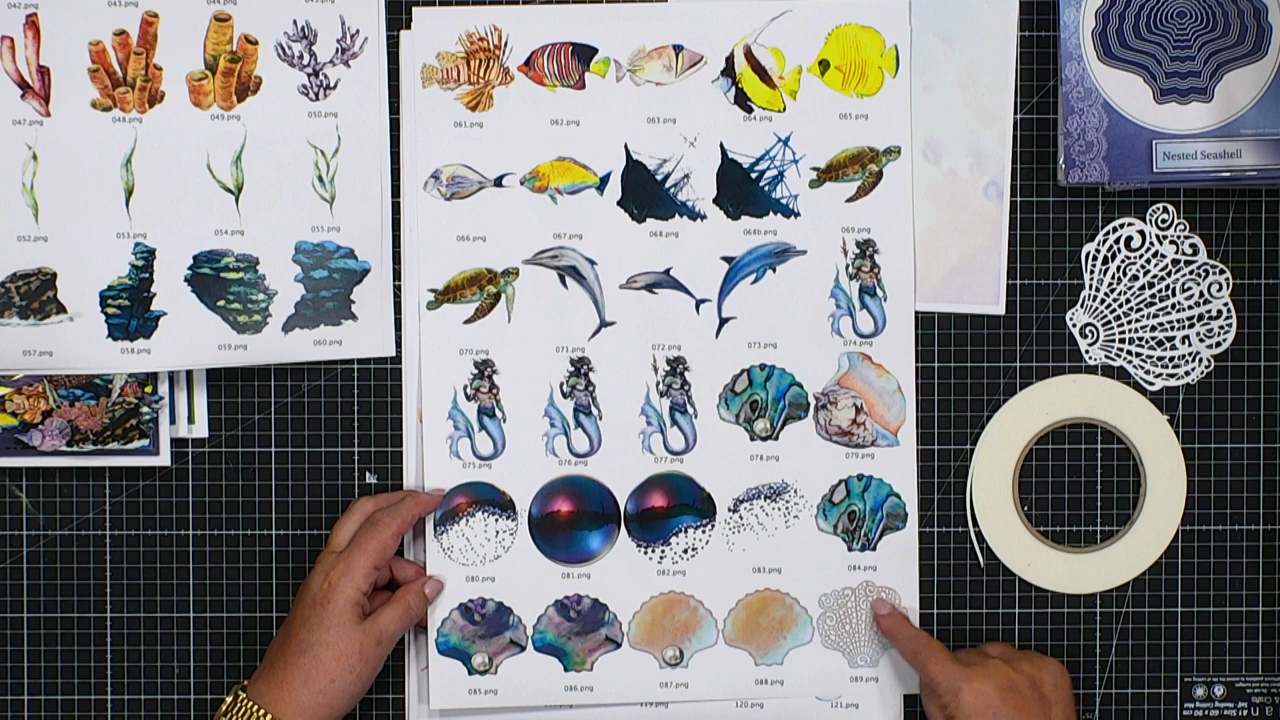 042.png
043.png
047.png
048.png
049.png
050.png
052.png
053.png
054.png
055.png
057.png
058.png
059.png
060.png
061.png
062.png
063.png
064.png
065.png
066.png
067.png
068.png
068b.png
069.png
070.png
071.png
072.png
073.png
074.png
075.png
076.png
077.png
078.png
079.png
080.png
081.png
082.png
083.png
084.png
085.png
086.png
087.png
088.png
089.png
119.png
120.png
121.png
Nested Seashell
A1 Size : 60 x 90 cm